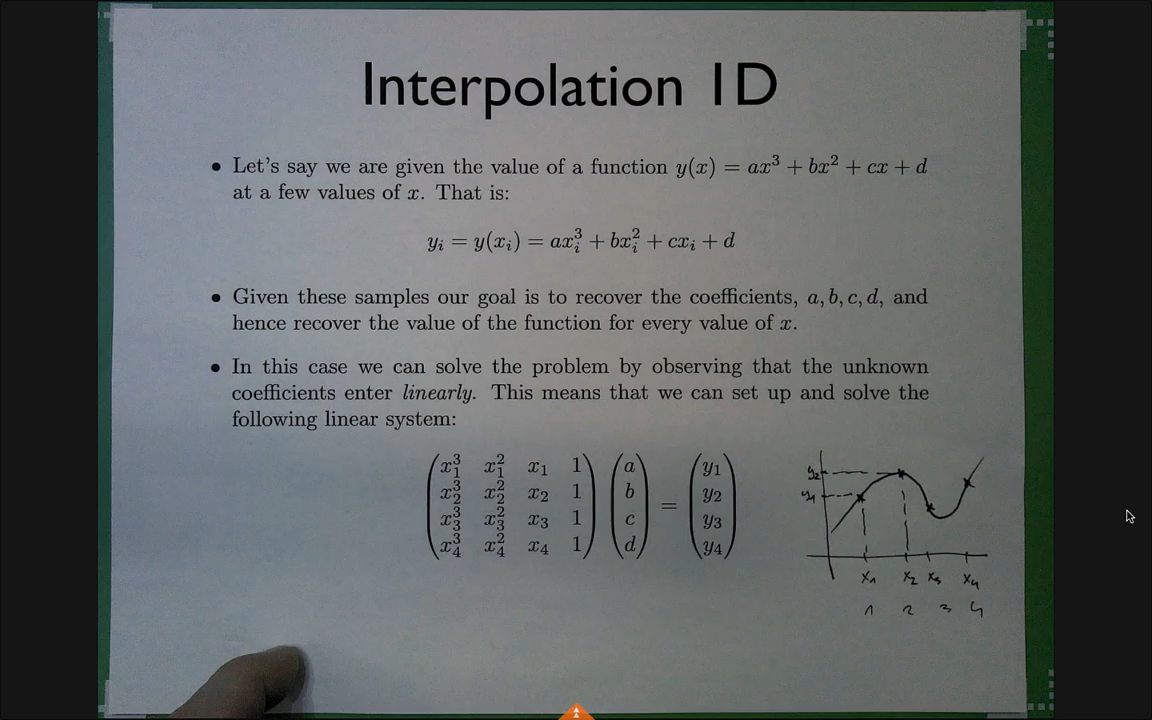 Interpolation 1D
• Let's say we are given the value of a function y(x) = ax³ + bx² + cx + d
at a few values of x. That is:
yᵢ = y(xᵢ) = axᵢ³ + bxᵢ² + cxᵢ + d
• Given these samples our goal is to recover the coefficients, a, b, c, d, and
hence recover the value of the function for every value of x.
• In this case we can solve the problem by observing that the unknown
coefficients enter linearly. This means that we can set up and solve the
following linear system:
x₁³ x₁² x₁ 1 a y₁
x₂³ x₂² x₂ 1 b = y₂
x₃³ x₃² x₃ 1 c y₃
x₄³ x₄² x₄ 1 d y₄
y₂
y₁
x₁ x₂ x₃ x₄
1 2 3 4